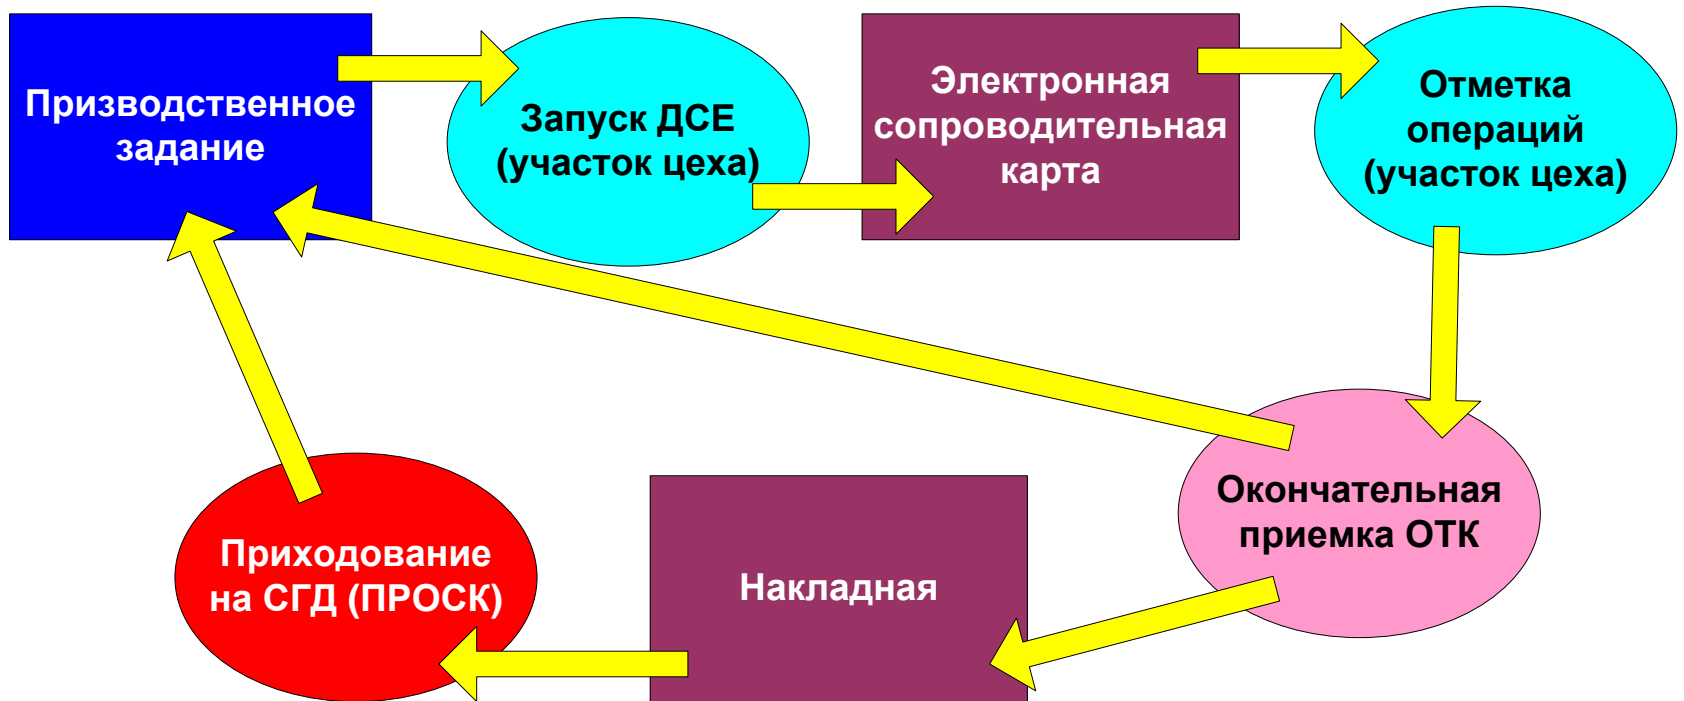 Призводственное
задание
Запуск ДСЕ
(участок цеха)
Электронная
сопроводительная
карта
Отметка
операций
(участок цеха)
Окончательная
приемка ОТК
Накладная
Приходование
на СГД (ПРОСК)